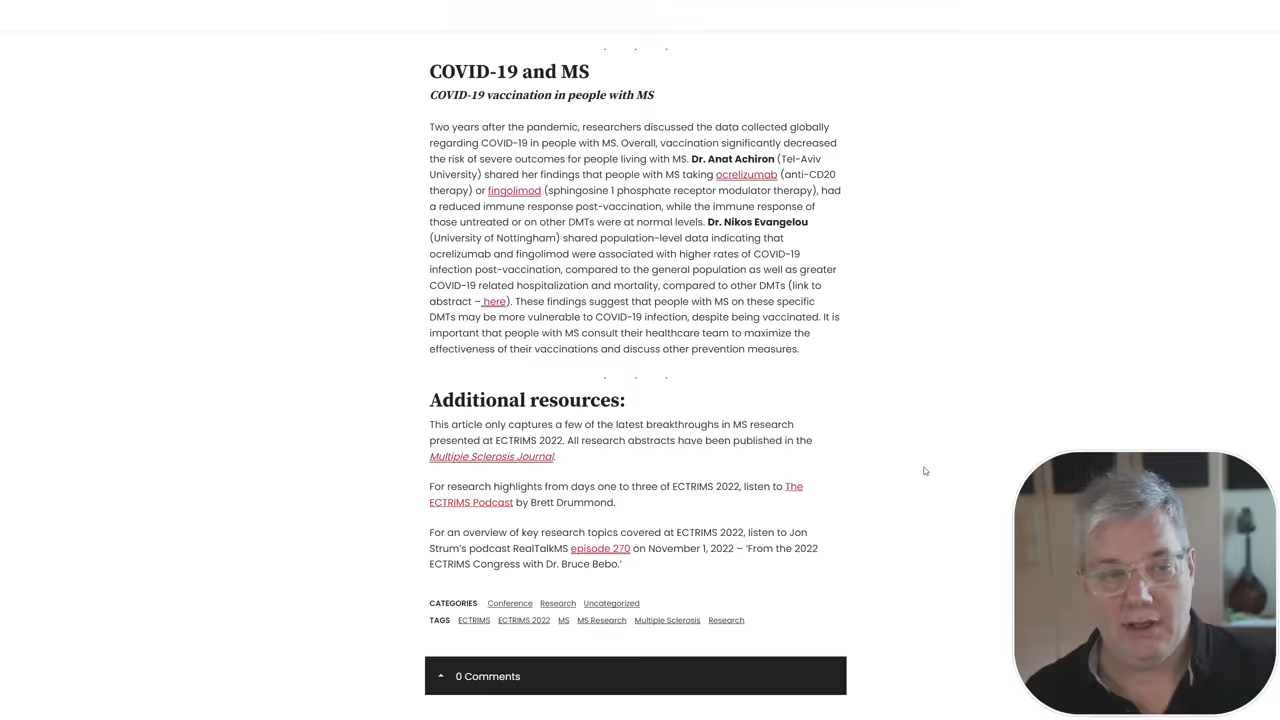 COVID-19 and MS
COVID-19 vaccination in people with MS
Two years after the pandemic, researchers discussed the data collected globally
regarding COVID-19 in people with MS. Overall, vaccination significantly decreased
the risk of severe outcomes for people living with MS. Dr. Anat Achiron (Tel-Aviv
University) shared her findings that people with MS taking ocrelizumab (anti-CD20
therapy) or fingolimod (sphingosine 1 phosphate receptor modulator therapy), had
a reduced immune response post-vaccination, while the immune response of
those untreated or on other DMTs were at normal levels. Dr. Nikos Evangelou
(University of Nottingham) shared population-level data indicating that
ocrelizumab and fingolimod were associated with higher rates of COVID-19
infection post-vaccination, compared to the general population as well as greater
COVID-19 related hospitalization and mortality, compared to other DMTs (link to
abstract – here). These findings suggest that people with MS on these specific
DMTs may be more vulnerable to COVID-19 infection, despite being vaccinated. It is
important that people with MS consult their healthcare team to maximize the
effectiveness of their vaccinations and discuss other prevention measures.
Additional resources:
This article only captures a few of the latest breakthroughs in MS research
presented at ECTRIMS 2022. All research abstracts have been published in the
Multiple Sclerosis Journal.
For research highlights from days one to three of ECTRIMS 2022, listen to The
ECTRIMS Podcast by Brett Drummond.
For an overview of key research topics covered at ECTRIMS 2022, listen to Jon
Strum's podcast RealTalkMS episode 270 on November 1, 2022 – 'From the 2022
ECTRIMS Congress with Dr. Bruce Bebo.'
CATEGORIES Conference Research Uncategorized
TAGS ECTRIMS ECTRIMS 2022 MS MS Research Multiple Sclerosis Research
0 Comments